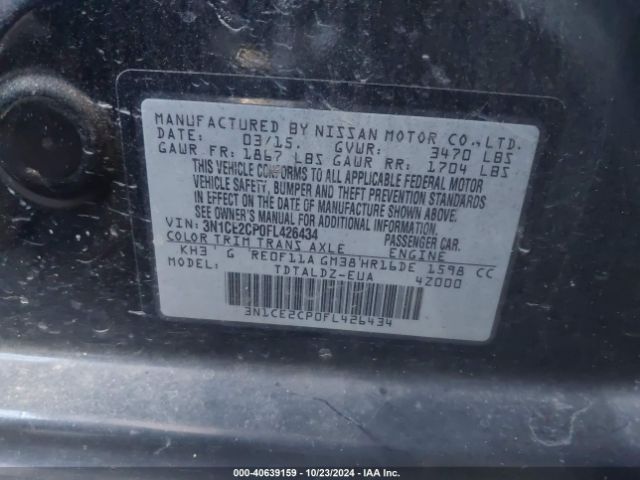 MANUFACTURED BY NISSAN MOTOR CO., LTD.
DATE: 03/15. GVWR: 3470 LBS
GAWR FR: 1867 LBS GAWR RR: 1704 LBS
THIS VEHICLE CONFORMS TO ALL APPLICABLE FEDERAL MOTOR
VEHICLE SAFETY, BUMPER AND THEFT PREVENTION STANDARDS
IN EFFECT ON THE DATE OF MANUFACTURE SHOWN ABOVE.
SEE OWNER'S MANUAL FOR ADDITIONAL INFORMATION.
VIN: 3N1CE2CP0FL426434 PASSENGER CAR.
COLOR TRIM TRANS AXLE ENGINE
KH3 G RE0F11A GM38 HR16DE 1598 CC
MODEL: TDTALDZ-EUA 4Z000
3N1CE2CP0FL426434
000-40639159 - 10/23/2024 - IAA Inc.